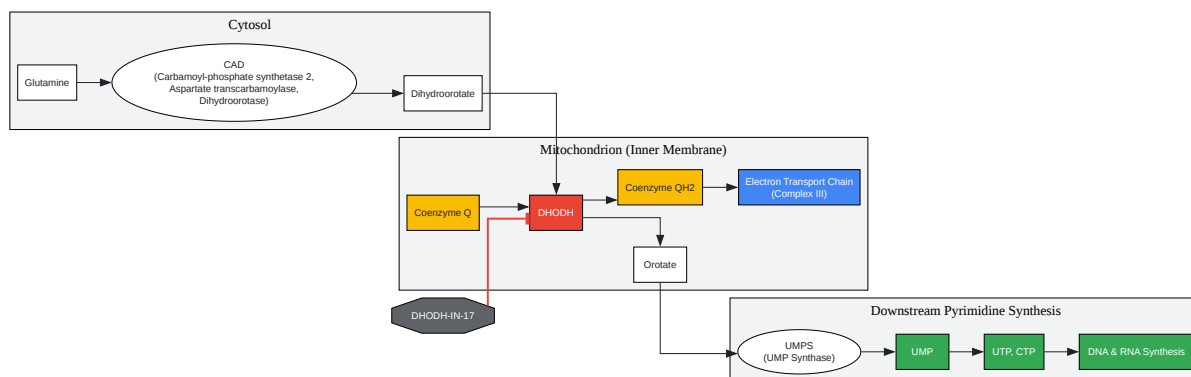 Cytosol
Glutamine
CAD
(Carbamoyl-phosphate synthetase 2,
Aspartate transcarbamoylase,
Dihydroorotase)
Dihydroorotate
Mitochondrion (Inner Membrane)
Coenzyme Q
DHODH
Coenzyme QH2
Electron Transport Chain
(Complex III)
Orotate
DHODH-IN-17
Downstream Pyrimidine Synthesis
UMPS
(UMP Synthase)
UMP
UTP, CTP
DNA & RNA Synthesis